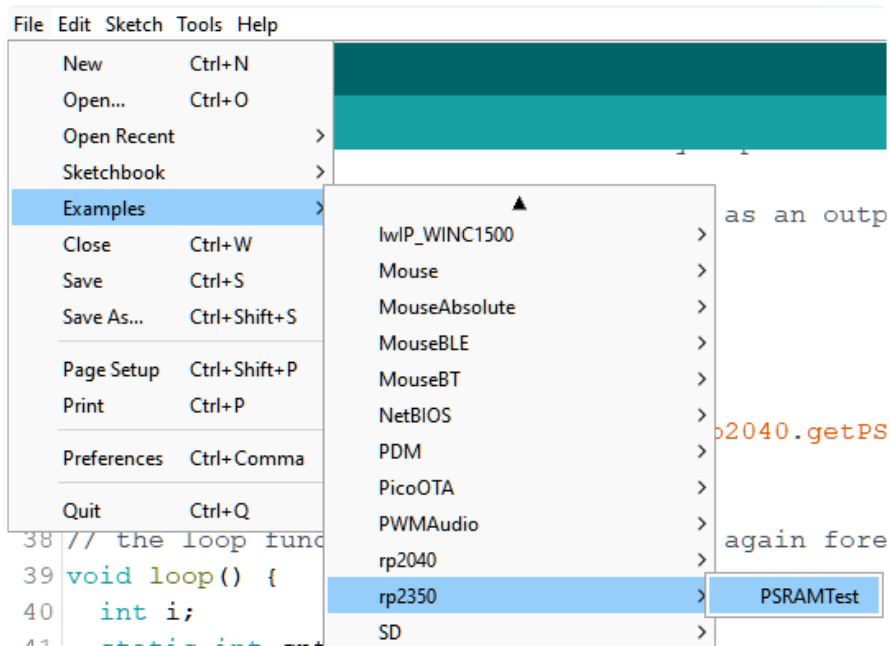 File Edit Sketch Tools Help
New Ctrl+N
Open... Ctrl+O
Open Recent
Sketchbook
Examples
Close Ctrl+W
Save Ctrl+S
Save As... Ctrl+Shift+S
Page Setup Ctrl+Shift+P
Print Ctrl+P
Preferences Ctrl+Comma
Quit Ctrl+Q
lwIP_WINC1500
Mouse
MouseAbsolute
MouseBLE
MouseBT
NetBIOS
PDM
PicoOTA
PWMAudio
rp2040
rp2350
SD
PSRAMTest
as an outp
p2040.getPS
38 // the loop func again fore
39 void loop() {
40 int i;
41 static int